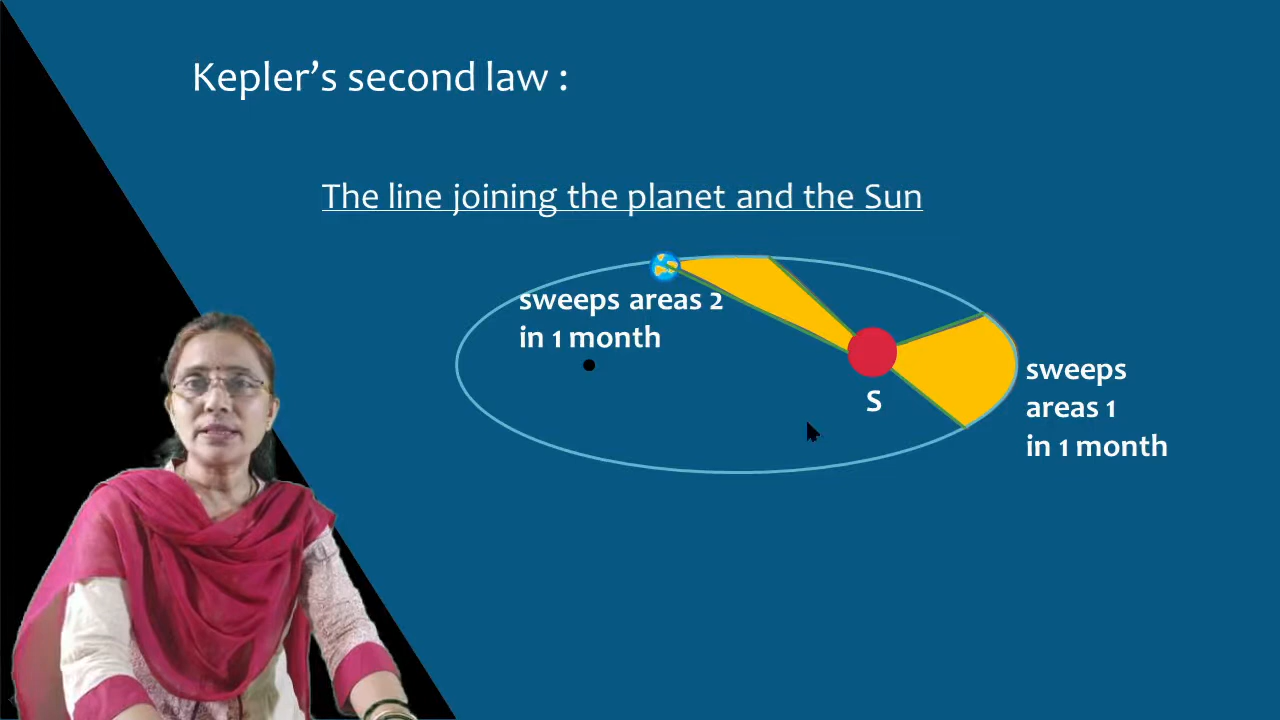 Kepler’s second law :
The line joining the planet and the Sun
sweeps areas 2
in 1 month
S
sweeps
areas 1
in 1 month